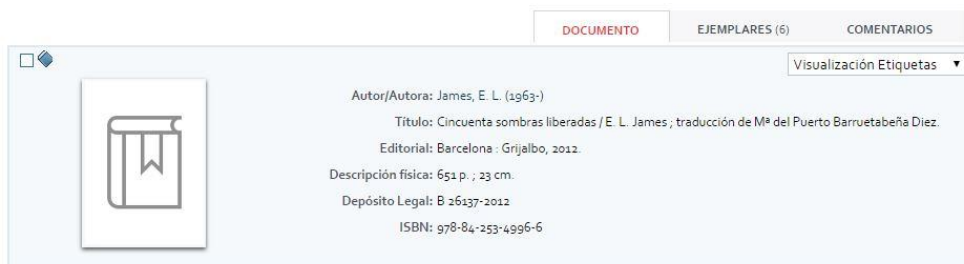 DOCUMENTO EJEMPLARES (6) COMENTARIOS
Visualización Etiquetas
Autor/Autora: James, E. L. (1963-)
Título: Cincuenta sombras liberadas / E. L. James ; traducción de Mª del Puerto Barruetabeña Diez.
Editorial: Barcelona : Grijalbo, 2012.
Descripción física: 651 p. ; 23 cm.
Depósito Legal: B 26137-2012
ISBN: 978-84-253-4996-6